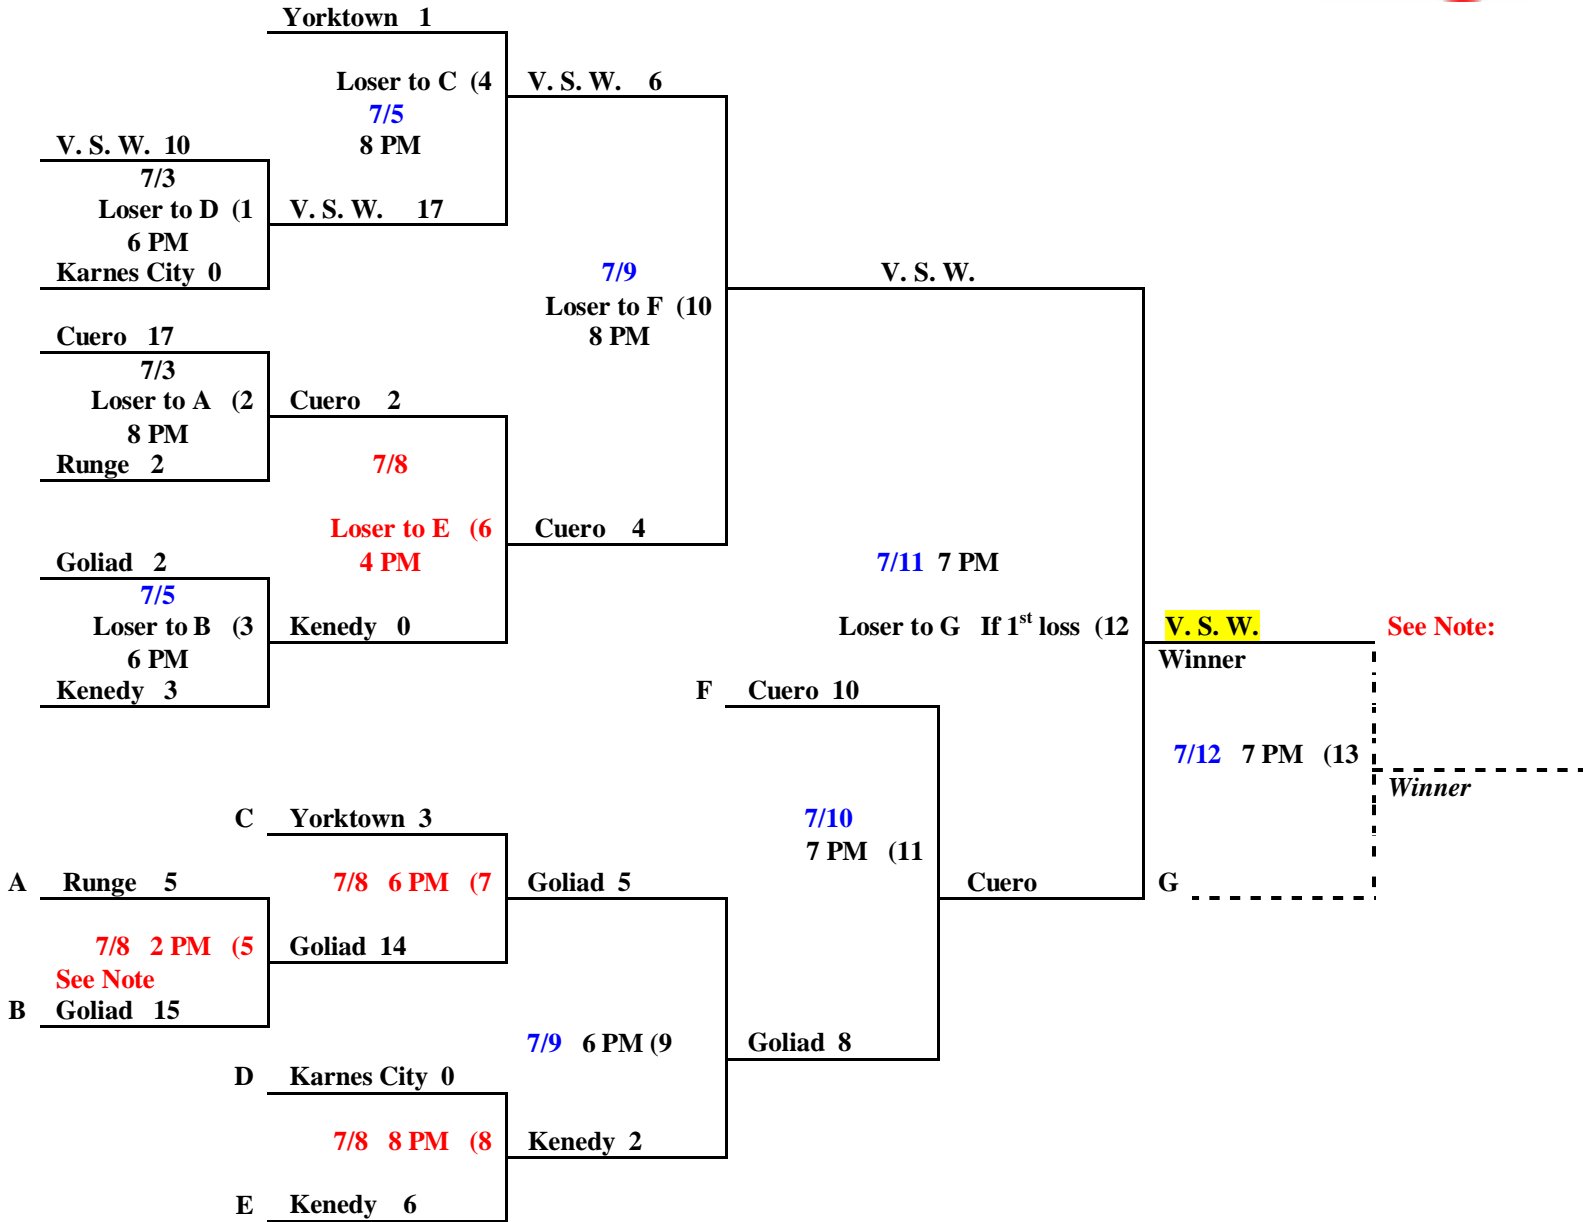 Yorktown 1
Loser to C (4
V. S. W. 6
7/5
8 PM
V. S. W. 10
7/3
Loser to D (1
V. S. W. 17
6 PM
Karnes City 0
7/9
V. S. W.
Loser to F (10
8 PM
Cuero 17
7/3
Loser to A (2
Cuero 2
8 PM
Runge 2
7/8
Loser to E (6
Cuero 4
4 PM
Goliad 2
7/11 7 PM
7/5
Loser to B (3
Kenedy 0
Loser to G If 1st loss (12
V. S. W.
See Note:
6 PM
Winner
Kenedy 3
F Cuero 10
7/12 7 PM (13
Winner
C Yorktown 3
7/10
7 PM (11
A Runge 5
7/8 6 PM (7
Goliad 5
Cuero
G
7/8 2 PM (5
Goliad 14
See Note
B Goliad 15
7/9 6 PM (9
Goliad 8
D Karnes City 0
7/8 8 PM (8
Kenedy 2
E Kenedy 6